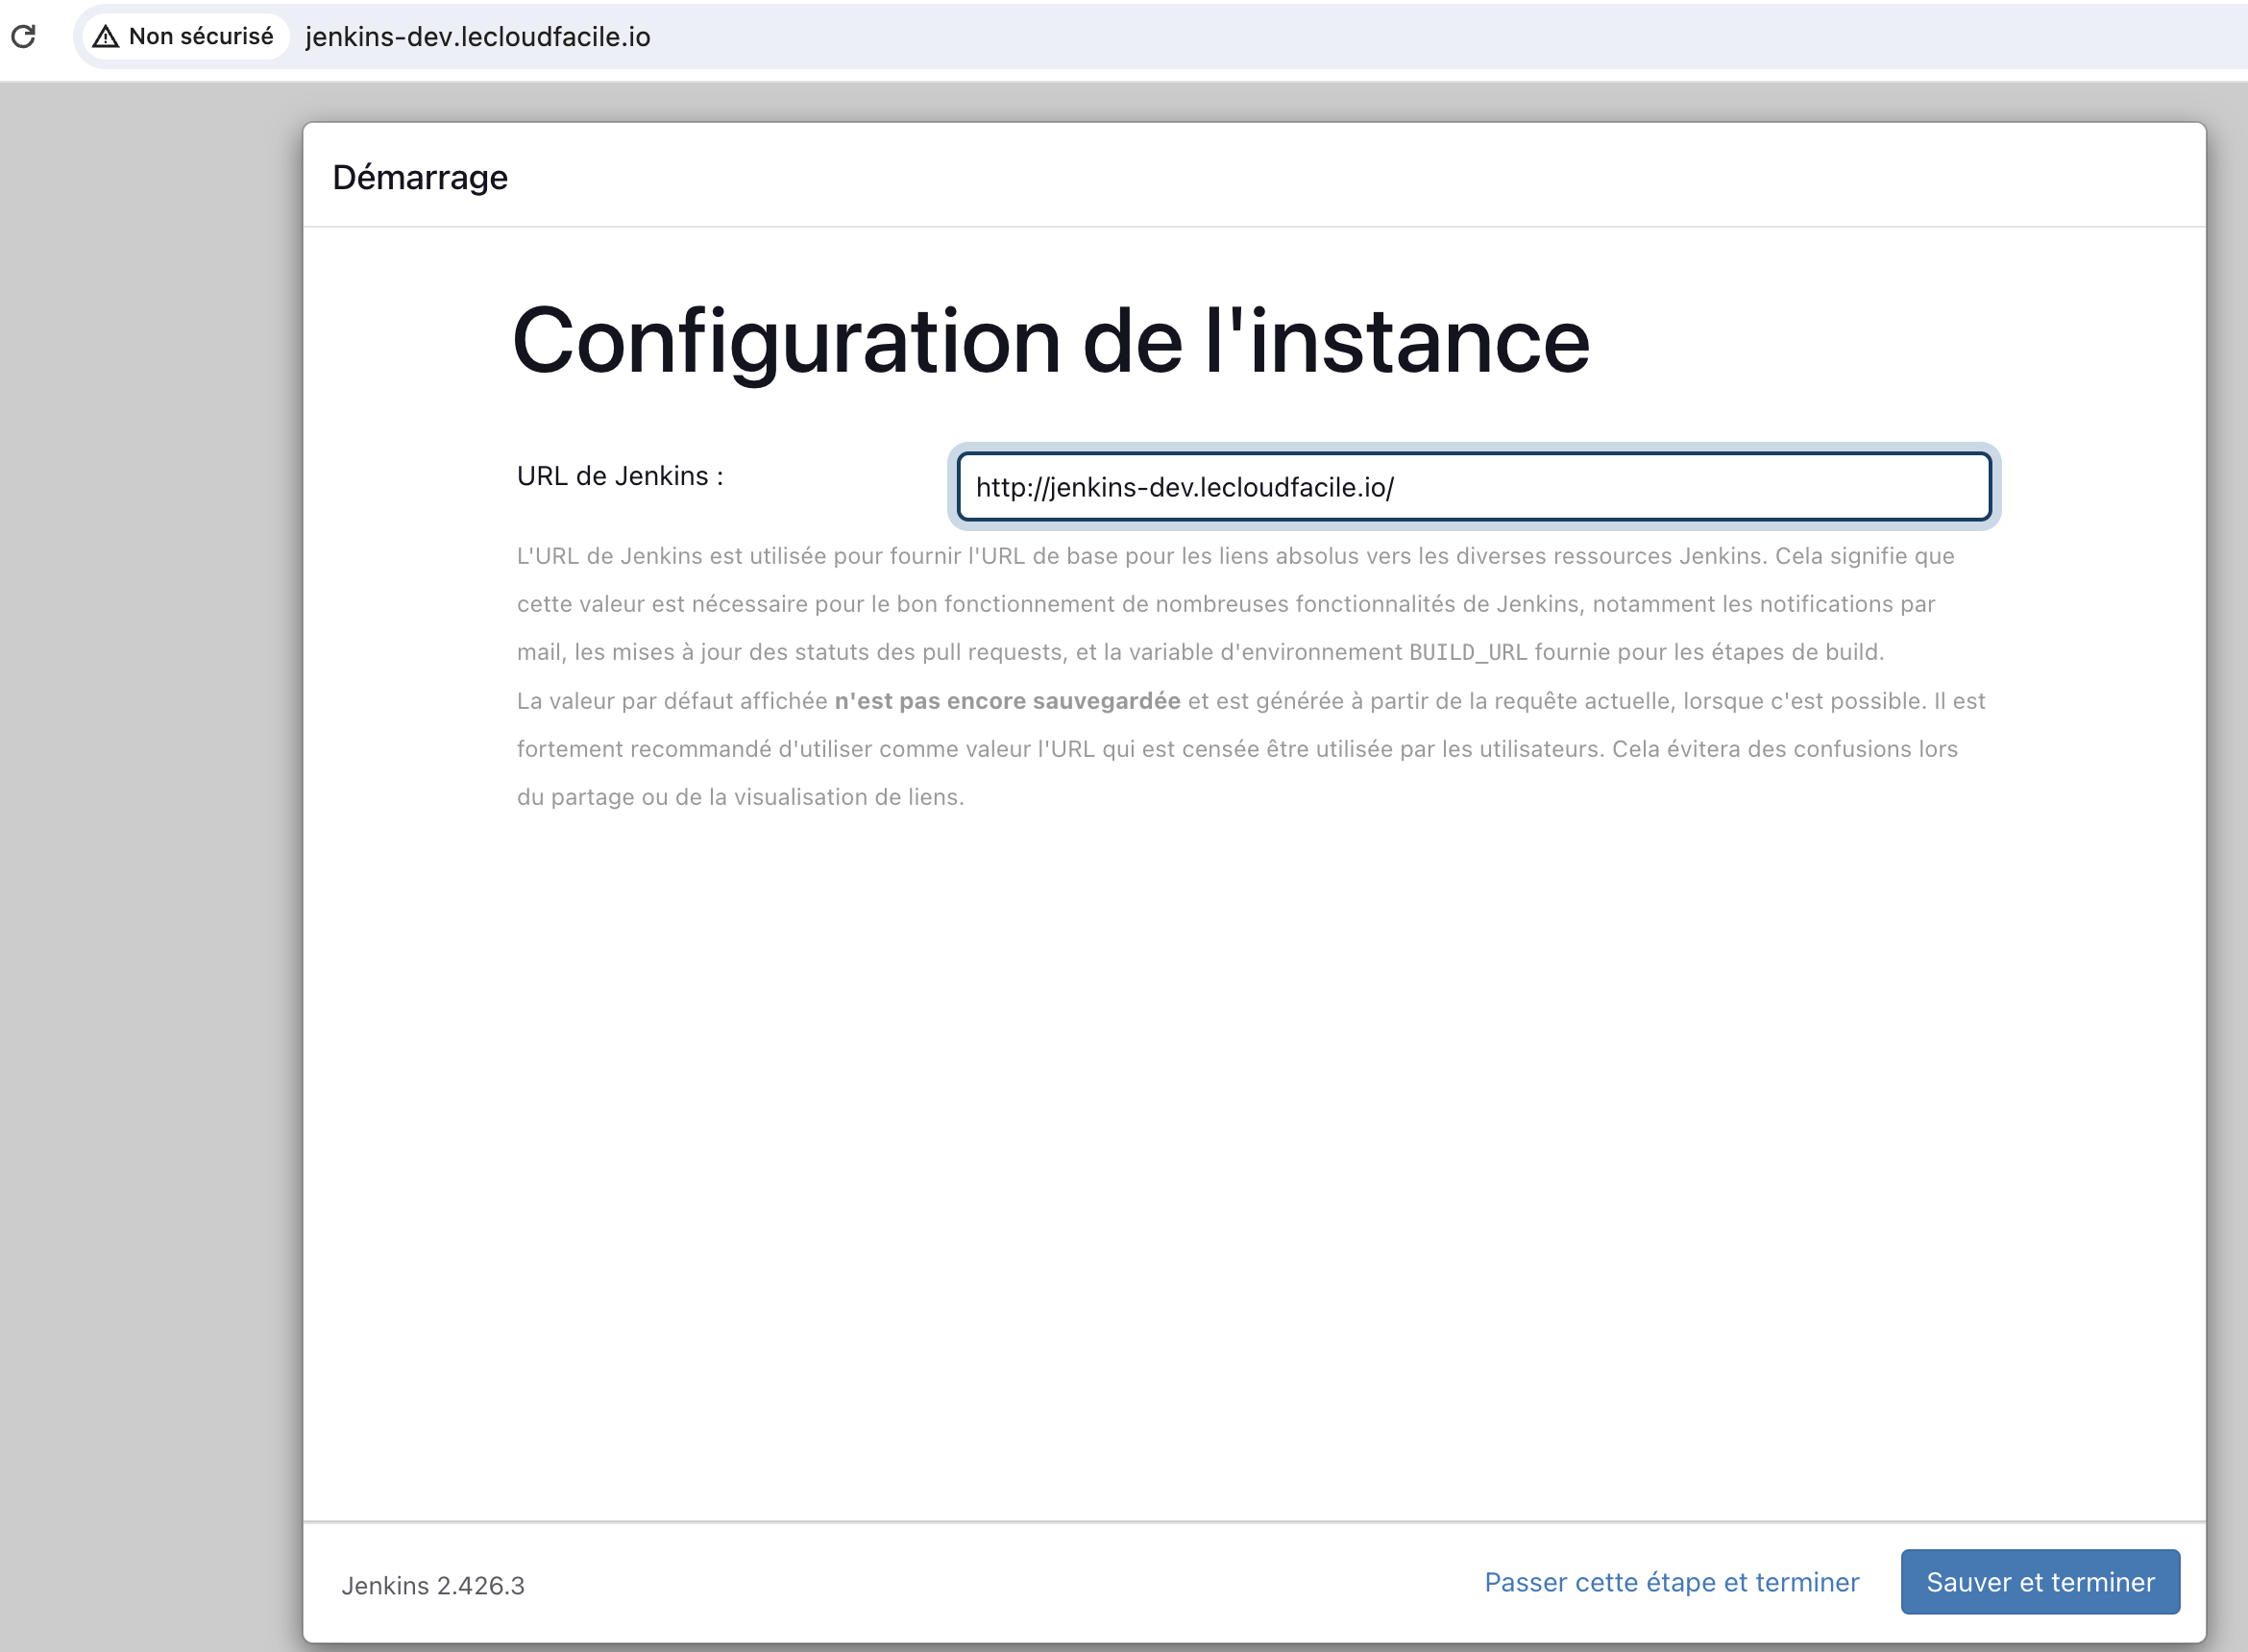 Non sécurisé jenkins-dev.lecloudfacile.io
Démarrage
Configuration de l'instance
URL de Jenkins :
http://jenkins-dev.lecloudfacile.io/
L'URL de Jenkins est utilisée pour fournir l'URL de base pour les liens absolus vers les diverses ressources Jenkins. Cela signifie que
cette valeur est nécessaire pour le bon fonctionnement de nombreuses fonctionnalités de Jenkins, notamment les notifications par
mail, les mises à jour des statuts des pull requests, et la variable d'environnement BUILD_URL fournie pour les étapes de build.
La valeur par défaut affichée n'est pas encore sauvegardée et est générée à partir de la requête actuelle, lorsque c'est possible. Il est
fortement recommandé d'utiliser comme valeur l'URL qui est censée être utilisée par les utilisateurs. Cela évitera des confusions lors
du partage ou de la visualisation de liens.
Jenkins 2.426.3
Passer cette étape et terminer
Sauver et terminer